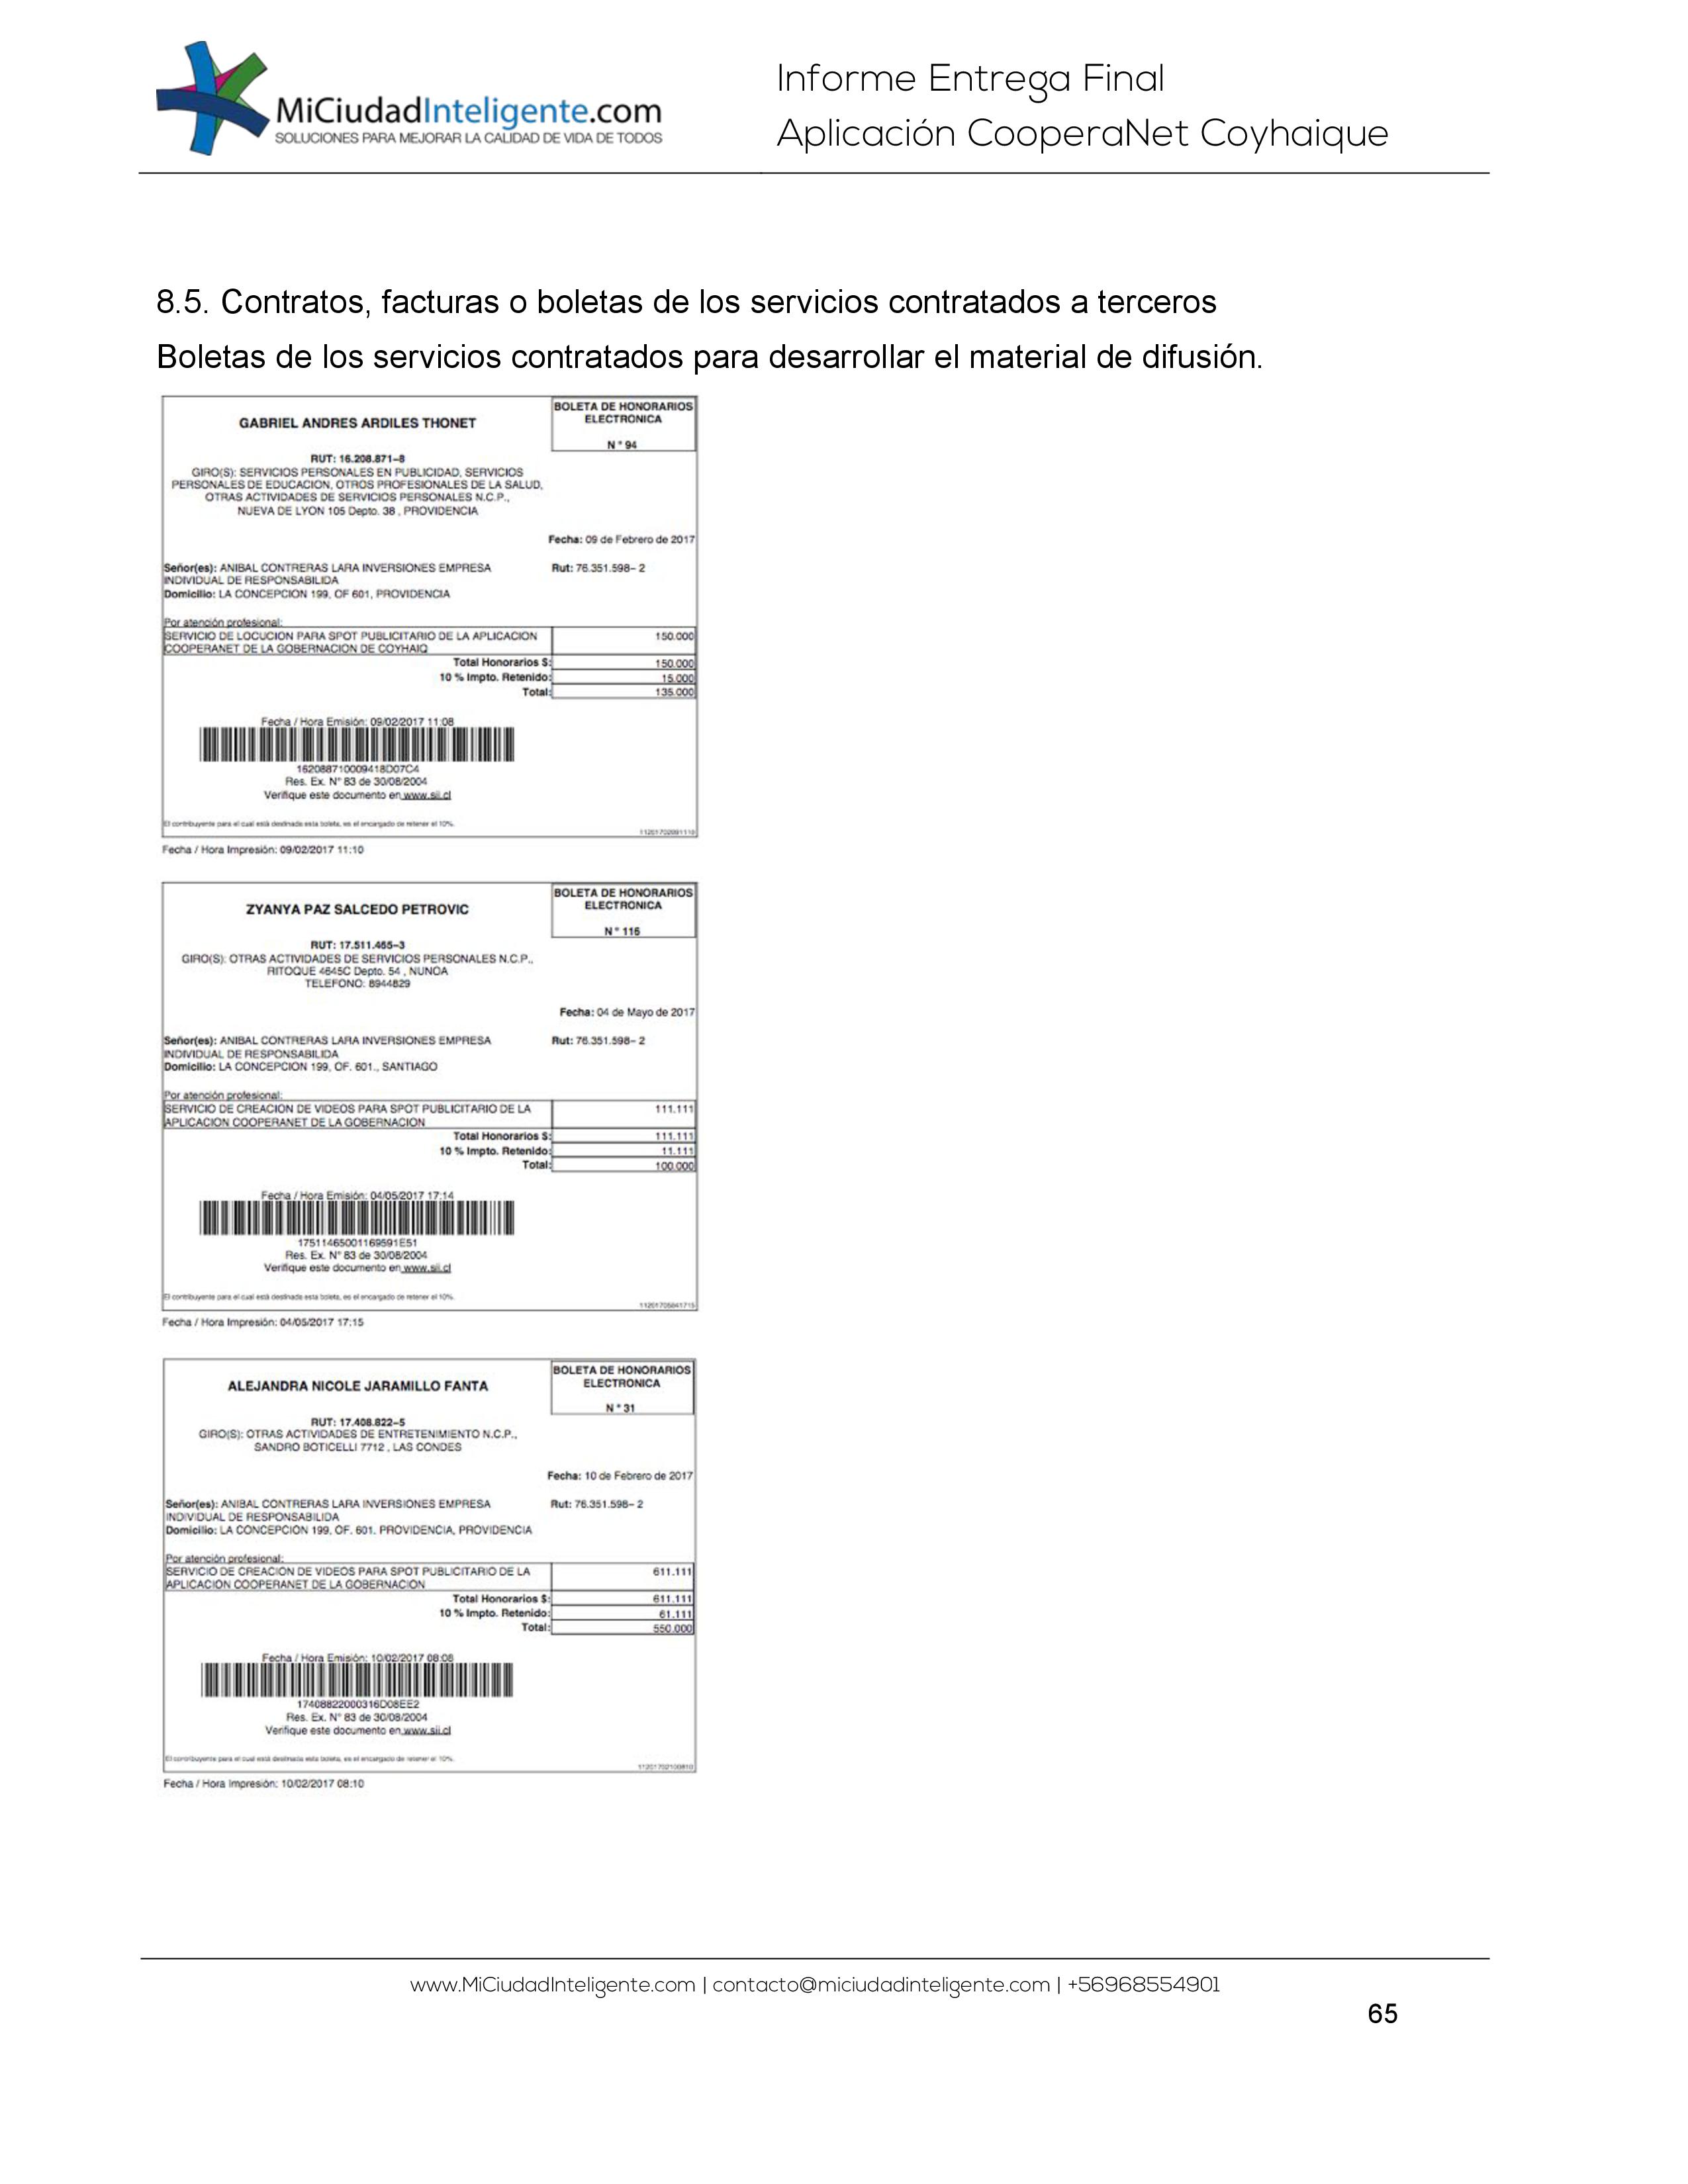 MiCiudadInteligente.com
SOLUCIONES PARA MEJORAR LA CALIDAD DE VIDA DE TODOS
Informe Entrega Final
Aplicación CooperaNet Coyhaique
8.5. Contratos, facturas o boletas de los servicios contratados a terceros
Boletas de los servicios contratados para desarrollar el material de difusión.
GABRIEL ANDRES ARDILES THONET
BOLETA DE HONORARIOS
ELECTRONICA
N ° 94
RUT: 16.208.871-8
GIRO(S): SERVICIOS PERSONALES EN PUBLICIDAD, SERVICIOS
PERSONALES DE EDUCACION, OTROS PROFESIONALES DE LA SALUD,
OTRAS ACTIVIDADES DE SERVICIOS PERSONALES N.C.P.,
NUEVA DE LYON 105 Depto. 38 , PROVIDENCIA
Fecha: 09 de Febrero de 2017
Señor(es): ANIBAL CONTRERAS LARA INVERSIONES EMPRESA Rut: 76.351.598- 2
INDIVIDUAL DE RESPONSABILIDA
Domicilio: LA CONCEPCION 199, OF 601, PROVIDENCIA
Por atención profesional:
SERVICIO DE LOCUCION PARA SPOT PUBLICITARIO DE LA APLICACION 150.000
COOPERANET DE LA GOBERNACION DE COYHAIQ
Total Honorarios $: 150.000
10 % Impto. Retenido: 15.000
Total: 135.000
Fecha / Hora Emisión: 09/02/2017 11:08
162088710009418D07C4
Res. Ex. N° 83 de 30/08/2004
Verifique este documento en www.sii.cl
El contribuyente para el cual está destinada esta boleta, es el encargado de retener el 10%.
Fecha / Hora Impresión: 09/02/2017 11:10
ZYANYA PAZ SALCEDO PETROVIC
BOLETA DE HONORARIOS
ELECTRONICA
N ° 116
RUT: 17.511.465-3
GIRO(S): OTRAS ACTIVIDADES DE SERVICIOS PERSONALES N.C.P.,
RITOQUE 4645C Depto. 54 , NUNOA
TELEFONO: 8944829
Fecha: 04 de Mayo de 2017
Señor(es): ANIBAL CONTRERAS LARA INVERSIONES EMPRESA Rut: 76.351.598- 2
INDIVIDUAL DE RESPONSABILIDA
Domicilio: LA CONCEPCION 199, OF. 601., SANTIAGO
Por atención profesional:
SERVICIO DE CREACION DE VIDEOS PARA SPOT PUBLICITARIO DE LA 111.111
APLICACION COOPERANET DE LA GOBERNACION
Total Honorarios $: 111.111
10 % Impto. Retenido: 11.111
Total: 100.000
Fecha / Hora Emisión: 04/05/2017 17:14
17511465001169591E51
Res. Ex. N° 83 de 30/08/2004
Verifique este documento en www.sii.cl
El contribuyente para el cual está destinada esta boleta, es el encargado de retener el 10%.
Fecha / Hora Impresión: 04/05/2017 17:15
ALEJANDRA NICOLE JARAMILLO FANTA
BOLETA DE HONORARIOS
ELECTRONICA
N ° 31
RUT: 17.408.822-5
GIRO(S): OTRAS ACTIVIDADES DE ENTRETENIMIENTO N.C.P.,
SANDRO BOTICELLI 7712 , LAS CONDES
Fecha: 10 de Febrero de 2017
Señor(es): ANIBAL CONTRERAS LARA INVERSIONES EMPRESA Rut: 76.351.598- 2
INDIVIDUAL DE RESPONSABILIDA
Domicilio: LA CONCEPCION 199, OF. 601. PROVIDENCIA, PROVIDENCIA
Por atención profesional:
SERVICIO DE CREACION DE VIDEOS PARA SPOT PUBLICITARIO DE LA 611.111
APLICACION COOPERANET DE LA GOBERNACION
Total Honorarios $: 611.111
10 % Impto. Retenido: 61.111
Total: 550.000
Fecha / Hora Emisión: 10/02/2017 08:08
17408822000316D08EE2
Res. Ex. N° 83 de 30/08/2004
Verifique este documento en www.sii.cl
El contribuyente para el cual está destinada esta boleta, es el encargado de retener el 10%.
Fecha / Hora Impresión: 10/02/2017 08:10
www.MiCiudadInteligente.com | contacto@miciudadinteligente.com | +56968554901
65